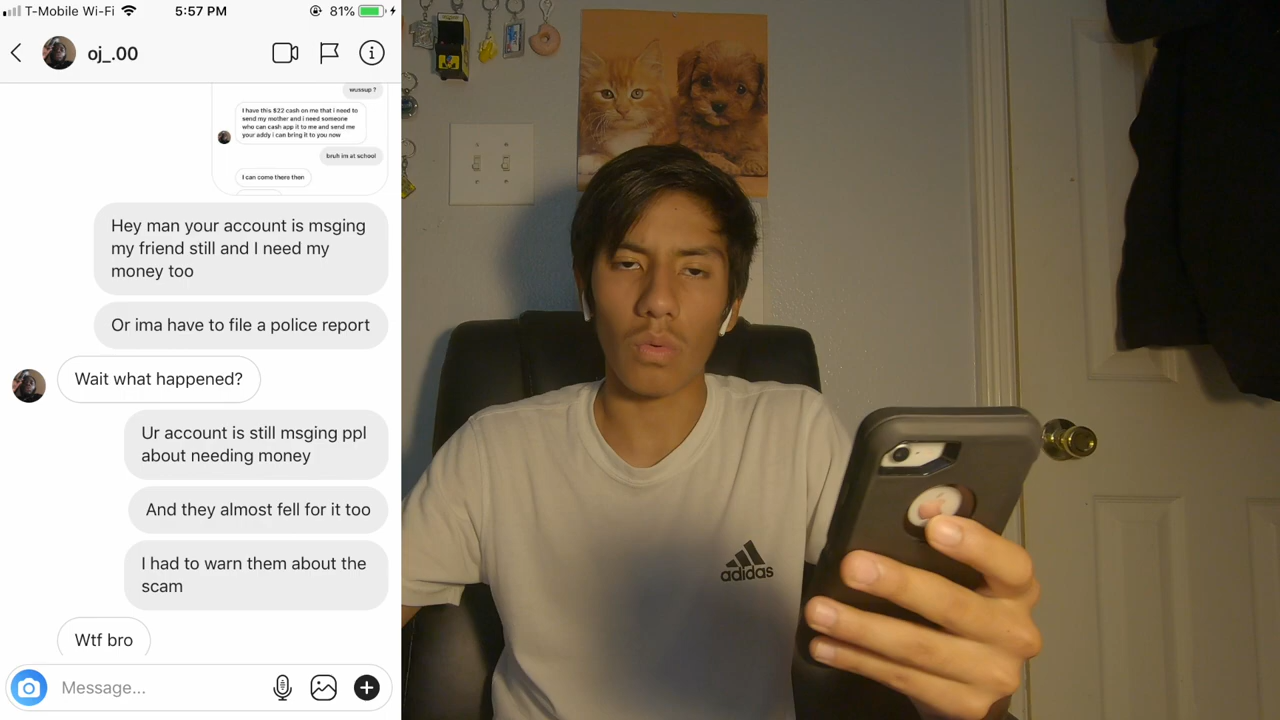 T-Mobile Wi-Fi 5:57 PM 81%
oj_.00
wussup ?
I have this $22 cash on me that i need to
send my mother and i need someone
who can cash app it to me and send me
your addy i can bring it to you now
bruh im at school
I can come there then
Hey man your account is msging
my friend still and I need my
money too
Or ima have to file a police report
Wait what happened?
Ur account is still msging ppl
about needing money
And they almost fell for it too
I had to warn them about the
scam
Wtf bro
Message...
adidas